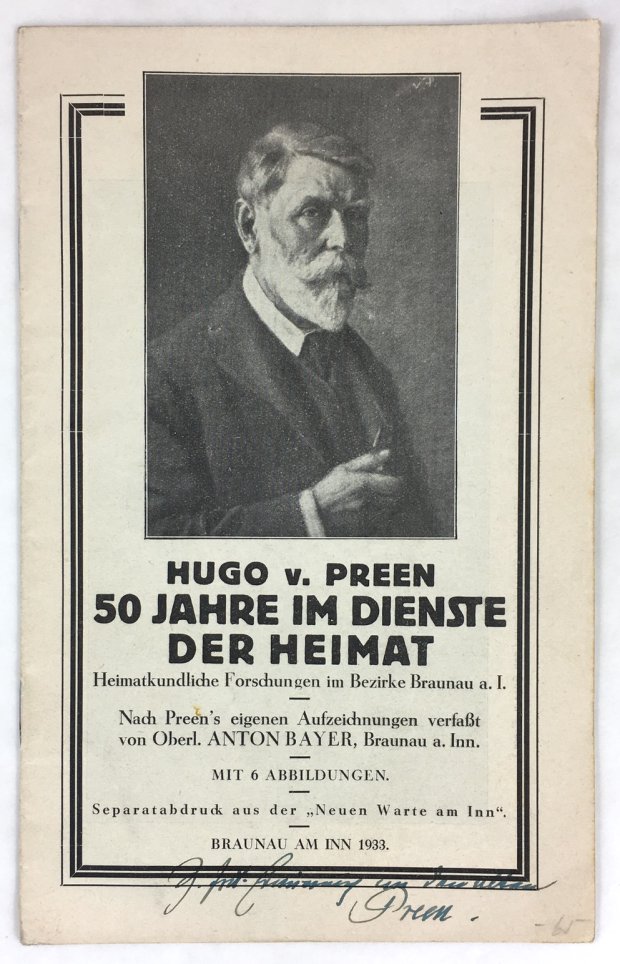 HUGO v. PREEN
50 JAHRE IM DIENSTE
DER HEIMAT
Heimatkundliche Forschungen im Bezirke Braunau a. I.
Nach Preen's eigenen Aufzeichnungen verfaßt
von Oberl. ANTON BAYER, Braunau a. Inn.
MIT 6 ABBILDUNGEN.
Separatabdruck aus der „Neuen Warte am Inn“.
BRAUNAU AM INN 1933.
Preen.